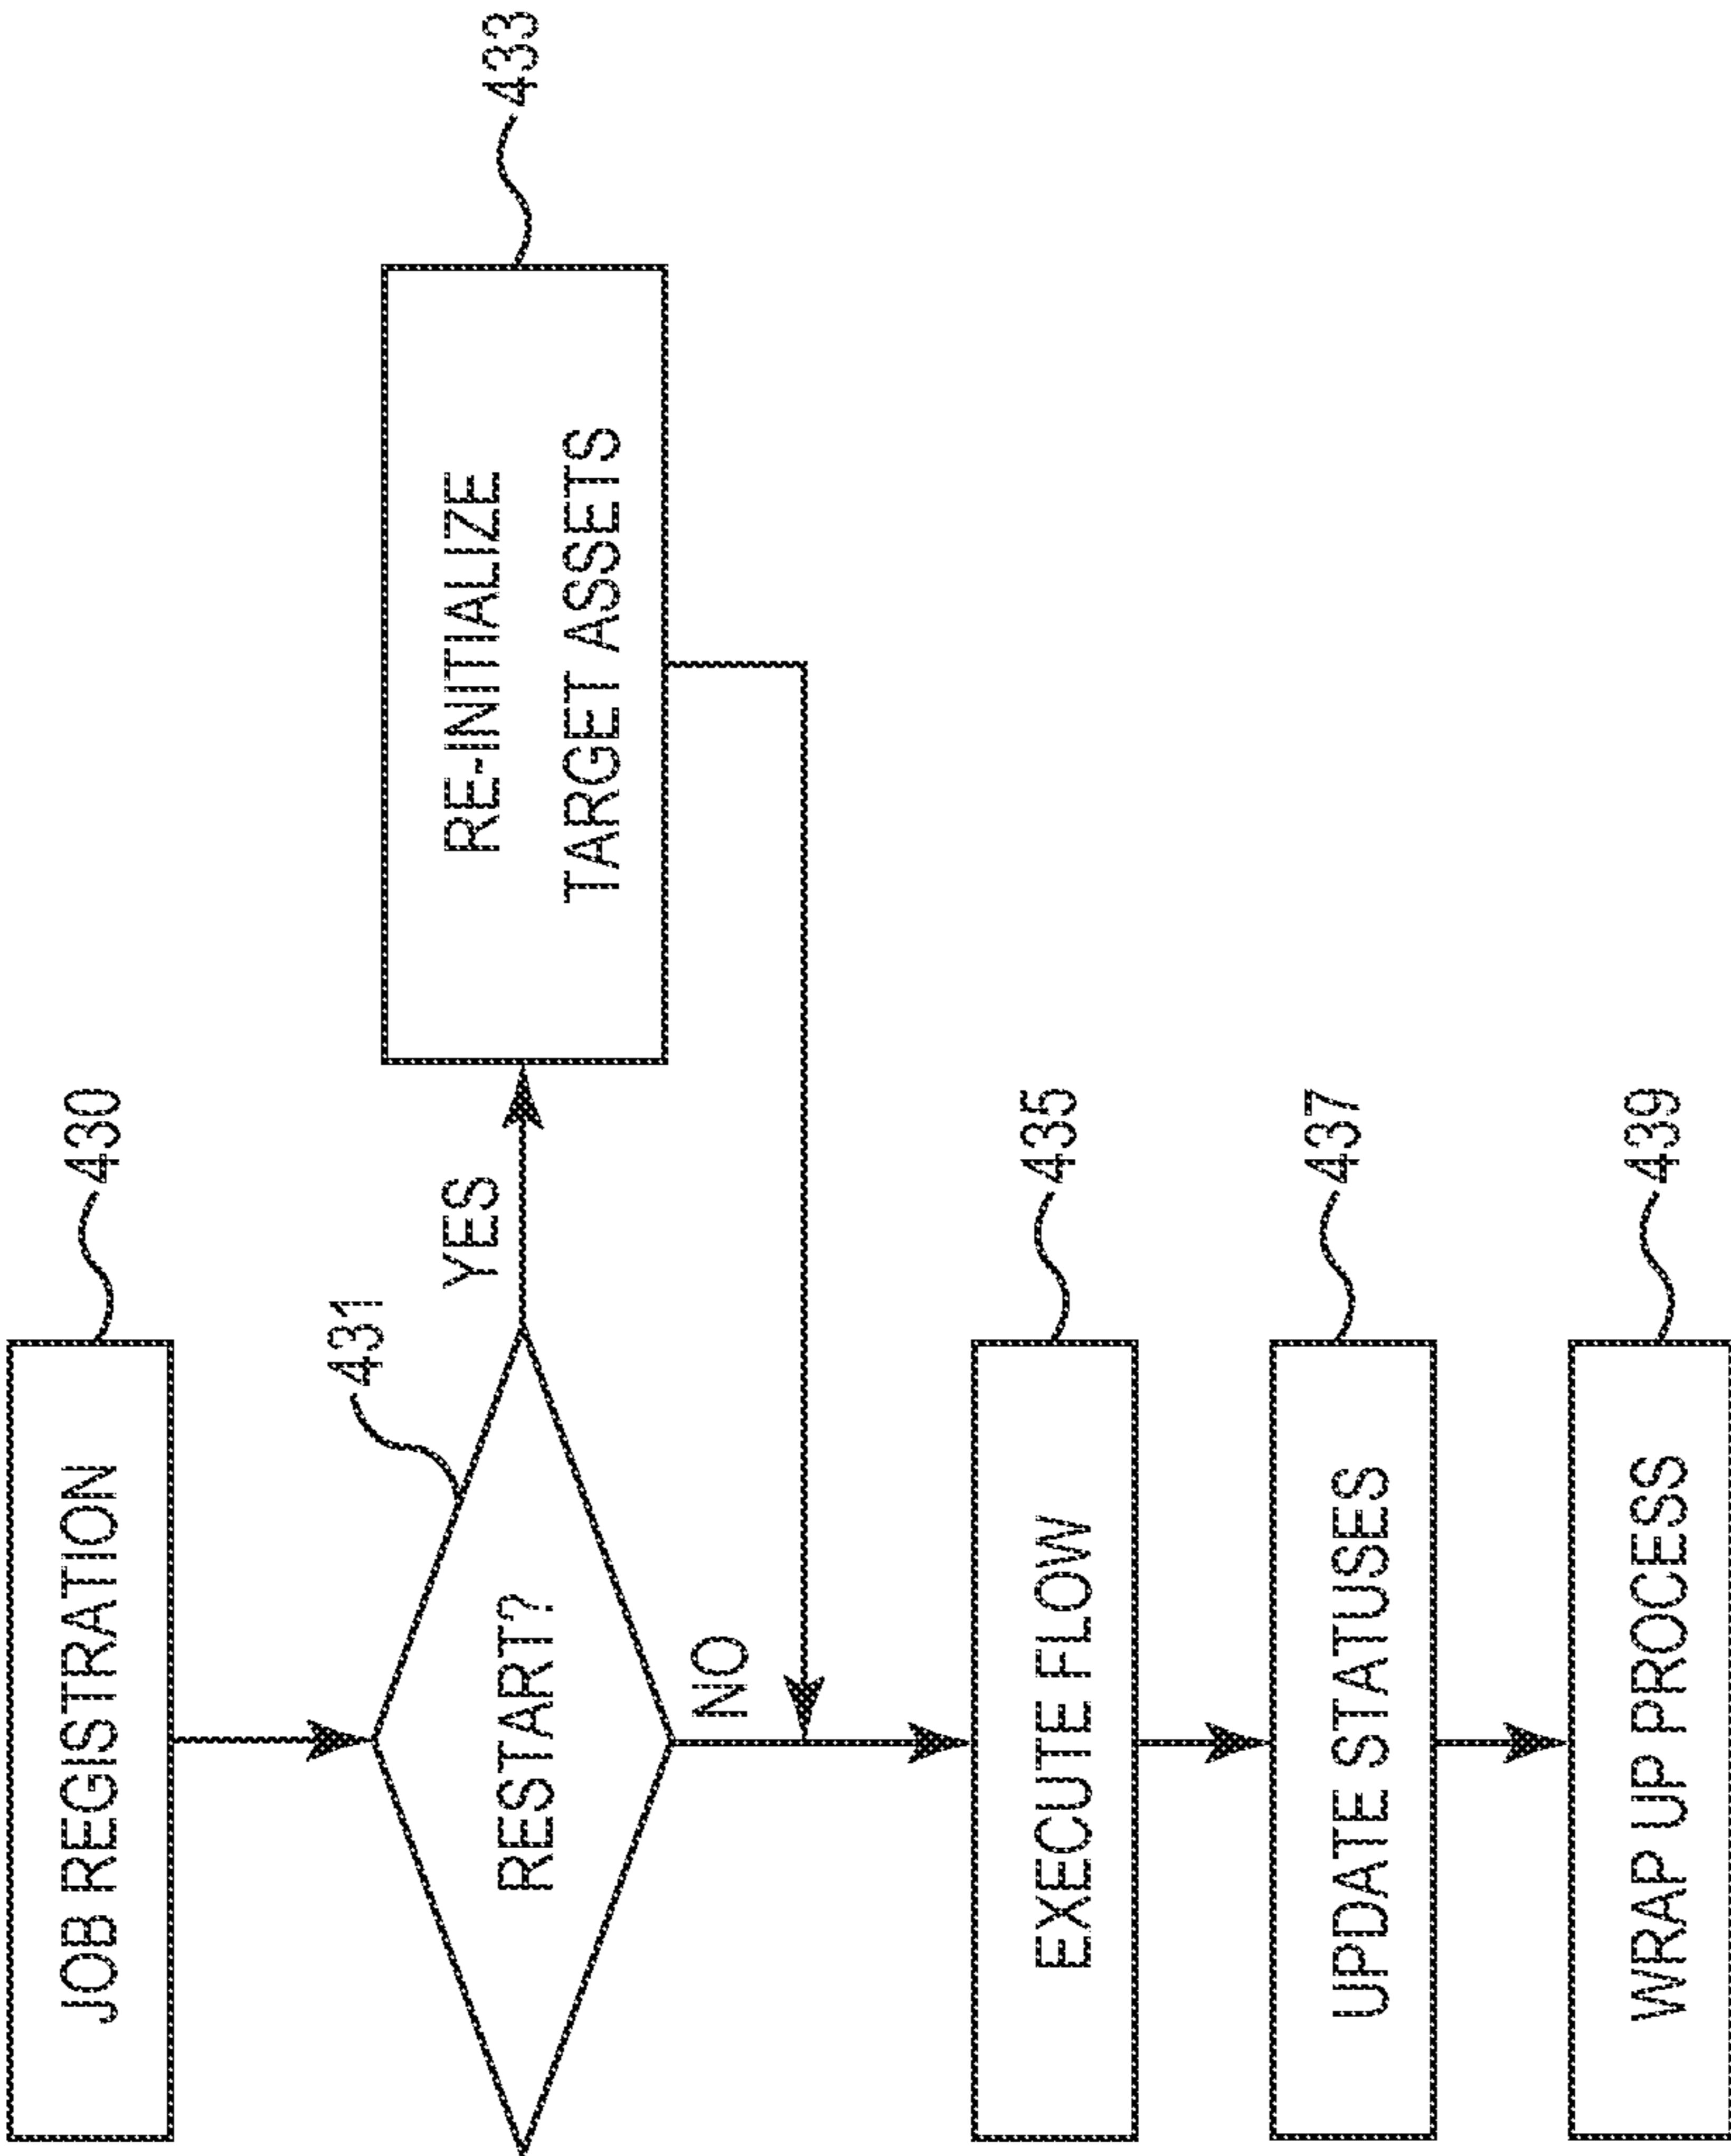 JOB REGISTRATION
430
431
RESTART?
YES
RE-INITIALIZE
TARGET ASSETS
433
NO
EXECUTE FLOW
435
UPDATE STATUSES
437
WRAP UP PROCESS
439